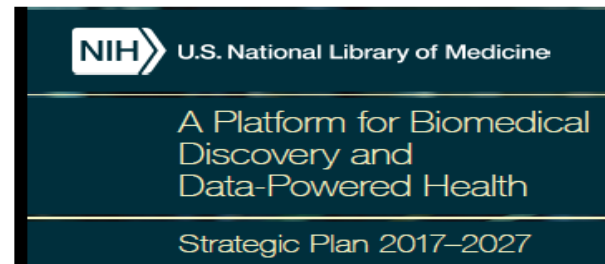 NIH U.S. National Library of Medicine
A Platform for Biomedical
Discovery and
Data-Powered Health
Strategic Plan 2017–2027